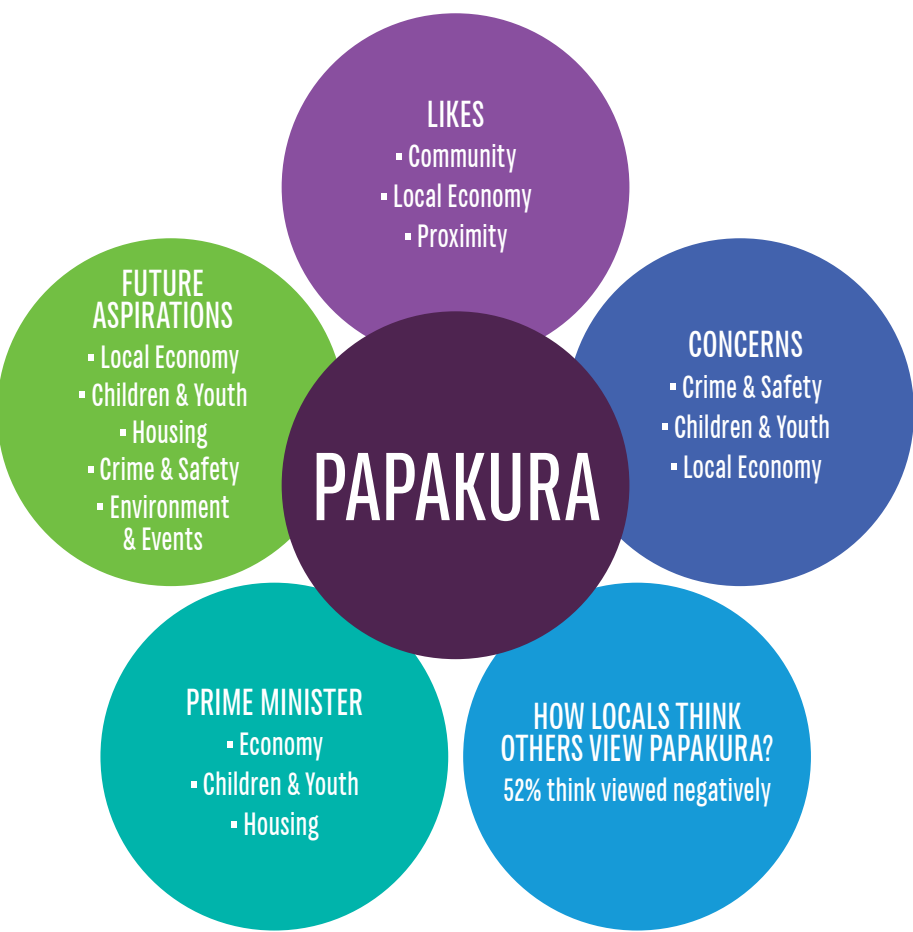 LIKES
▪ Community
▪ Local Economy
▪ Proximity
FUTURE
ASPIRATIONS
▪ Local Economy
▪ Children & Youth
▪ Housing
▪ Crime & Safety
▪ Environment
& Events
CONCERNS
▪ Crime & Safety
▪ Children & Youth
▪ Local Economy
PAPAKURA
PRIME MINISTER
▪ Economy
▪ Children & Youth
▪ Housing
HOW LOCALS THINK
OTHERS VIEW PAPAKURA?
52% think viewed negatively